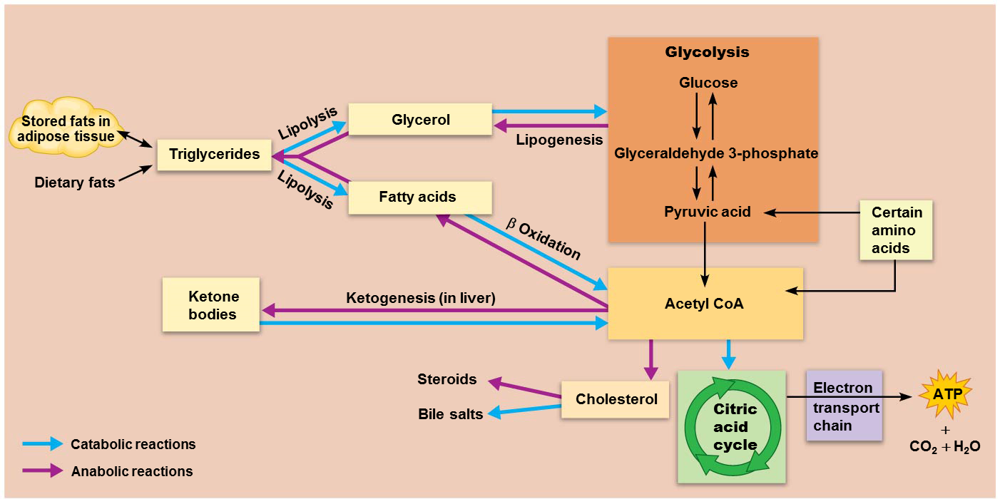 Glycolysis
Glucose
Stored fats in
adipose tissue
Lipolysis
Glycerol
Lipogenesis
Triglycerides
Glyceraldehyde 3-phosphate
Dietary fats
Lipolysis
Fatty acids
Pyruvic acid
Certain
amino
acids
β Oxidation
Ketone
bodies
Ketogenesis (in liver)
Acetyl CoA
Steroids
Bile salts
Cholesterol
Citric
acid
cycle
Electron
transport
chain
ATP
+
CO₂ + H₂O
Catabolic reactions
Anabolic reactions